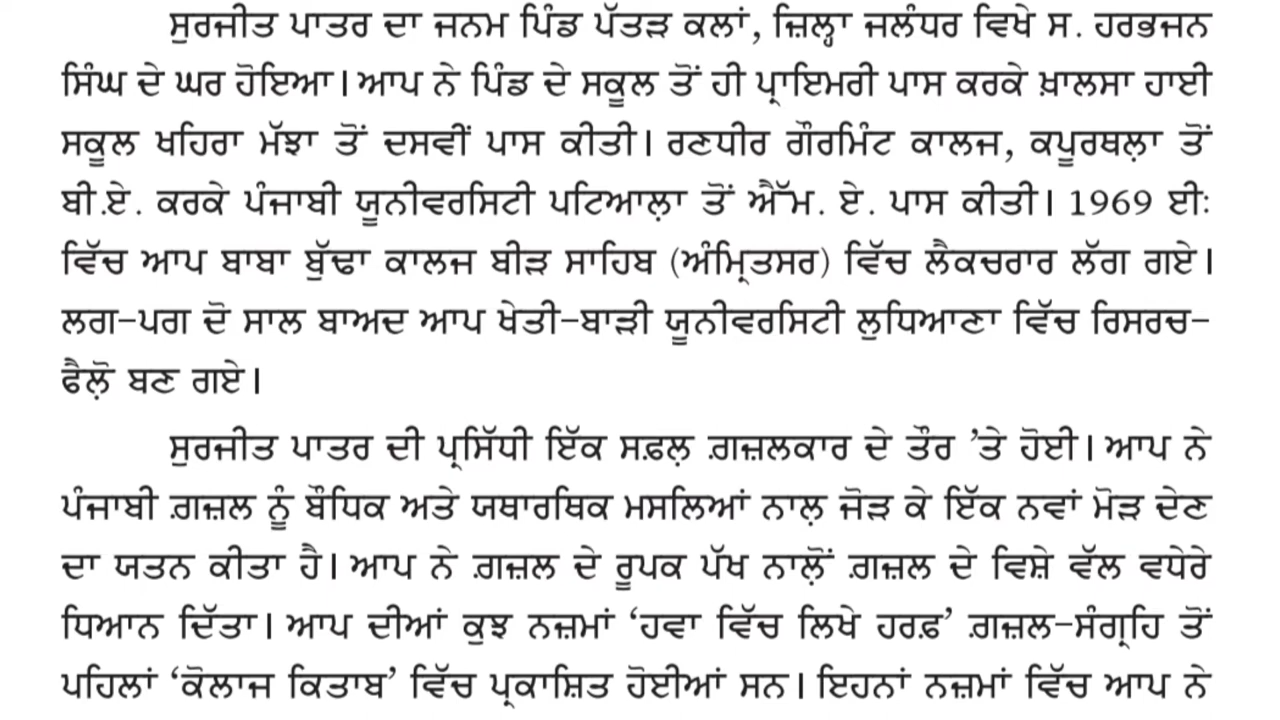 ਸੁਰਜੀਤ ਪਾਤਰ ਦਾ ਜਨਮ ਪਿੰਡ ਪੱਤੜ ਕਲਾਂ, ਜ਼ਿਲ੍ਹਾ ਜਲੰਧਰ ਵਿਖੇ ਸ. ਹਰਭਜਨ
ਸਿੰਘ ਦੇ ਘਰ ਹੋਇਆ। ਆਪ ਨੇ ਪਿੰਡ ਦੇ ਸਕੂਲ ਤੋਂ ਹੀ ਪ੍ਰਾਇਮਰੀ ਪਾਸ ਕਰਕੇ ਖ਼ਾਲਸਾ ਹਾਈ
ਸਕੂਲ ਖਹਿਰਾ ਮੱਝਾ ਤੋਂ ਦਸਵੀਂ ਪਾਸ ਕੀਤੀ। ਰਣਧੀਰ ਗੌਰਮਿੰਟ ਕਾਲਜ, ਕਪੂਰਥਲਾ਼ ਤੋਂ
ਬੀ.ਏ. ਕਰਕੇ ਪੰਜਾਬੀ ਯੂਨੀਵਰਸਿਟੀ ਪਟਿਆਲਾ਼ ਤੋਂ ਐੱਮ. ਏ. ਪਾਸ ਕੀਤੀ। 1969 ਈਃ
ਵਿੱਚ ਆਪ ਬਾਬਾ ਬੁੱਢਾ ਕਾਲਜ ਬੀੜ ਸਾਹਿਬ (ਅੰਮ੍ਰਿਤਸਰ) ਵਿੱਚ ਲੈਕਚਰਾਰ ਲੱਗ ਗਏ।
ਲਗ-ਪਗ ਦੋ ਸਾਲ ਬਾਅਦ ਆਪ ਖੇਤੀ-ਬਾੜੀ ਯੂਨੀਵਰਸਿਟੀ ਲੁਧਿਆਣਾ ਵਿੱਚ ਰਿਸਰਚ-
ਫੈਲ਼ੋ ਬਣ ਗਏ।
ਸੁਰਜੀਤ ਪਾਤਰ ਦੀ ਪ੍ਰਸਿੱਧੀ ਇੱਕ ਸਫ਼ਲ਼ ਗ਼ਜ਼ਲਕਾਰ ਦੇ ਤੌਰ ’ਤੇ ਹੋਈ। ਆਪ ਨੇ
ਪੰਜਾਬੀ ਗ਼ਜ਼ਲ ਨੂੰ ਬੌਧਿਕ ਅਤੇ ਯਥਾਰਥਿਕ ਮਸਲਿਆਂ ਨਾਲ਼ ਜੋੜ ਕੇ ਇੱਕ ਨਵਾਂ ਮੋੜ ਦੇਣ
ਦਾ ਯਤਨ ਕੀਤਾ ਹੈ। ਆਪ ਨੇ ਗ਼ਜ਼ਲ ਦੇ ਰੂਪਕ ਪੱਖ ਨਾਲ਼ੋਂ ਗ਼ਜ਼ਲ ਦੇ ਵਿਸ਼ੇ ਵੱਲ ਵਧੇਰੇ
ਧਿਆਨ ਦਿੱਤਾ। ਆਪ ਦੀਆਂ ਕੁਝ ਨਜ਼ਮਾਂ ‘ਹਵਾ ਵਿੱਚ ਲਿਖੇ ਹਰਫ਼’ ਗ਼ਜ਼ਲ-ਸੰਗ੍ਰਹਿ ਤੋਂ
ਪਹਿਲਾਂ ‘ਕੋਲਾਜ ਕਿਤਾਬ’ ਵਿੱਚ ਪ੍ਰਕਾਸ਼ਿਤ ਹੋਈਆਂ ਸਨ। ਇਹਨਾਂ ਨਜ਼ਮਾਂ ਵਿੱਚ ਆਪ ਨੇ